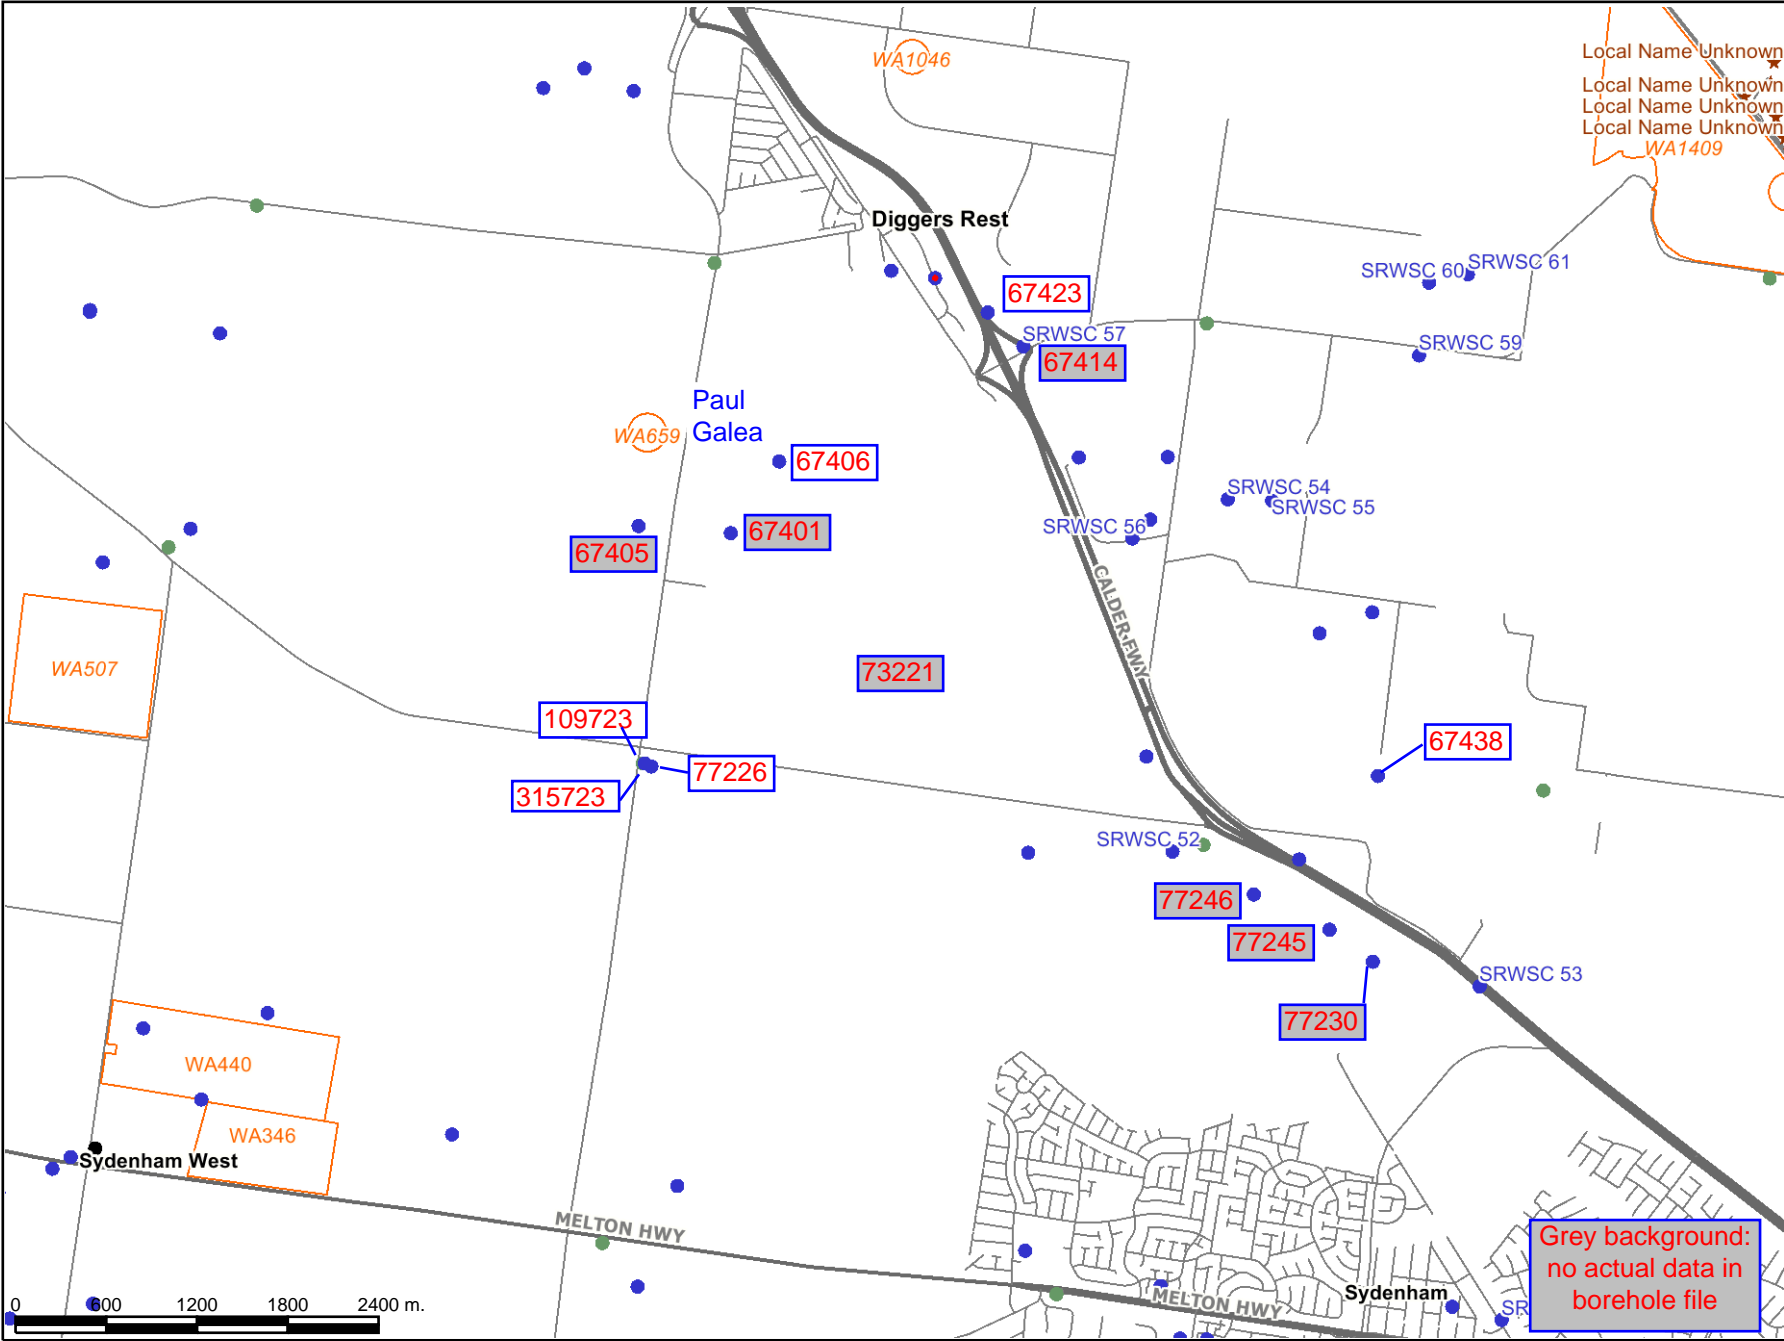 WA1046
Local Name Unknown
Local Name Unknown
Local Name Unknown
Local Name Unknown
WA1409
Diggers Rest
SRWSC 60
SRWSC 61
67423
SRWSC 57
67414
SRWSC 59
Paul
Galea
WA659
67406
SRWSC 54
SRWSC 55
SRWSC 56
67401
67405
CALDER FWY
WA507
73221
109723
67438
77226
315723
SRWSC 52
77246
77245
SRWSC 53
77230
WA440
WA346
Sydenham West
MELTON HWY
Grey background:
no actual data in
borehole file
MELTON HWY
Sydenham
SR
0 600 1200 1800 2400 m.